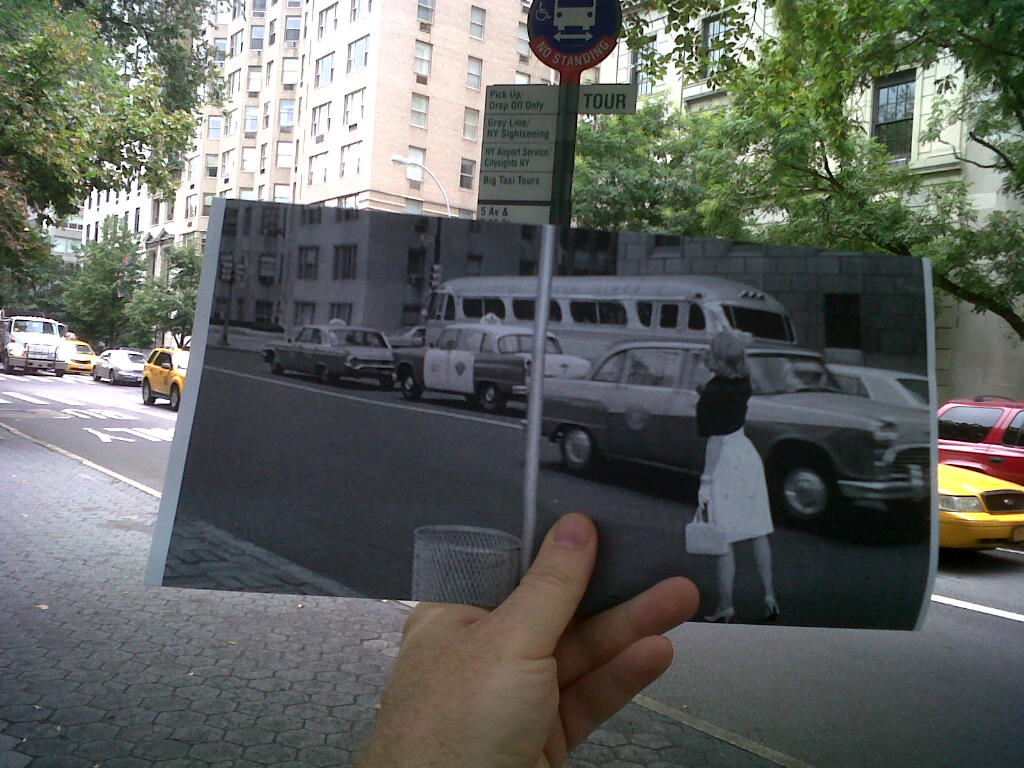 NO STANDING
TOUR
Pick Up/
Drop Off Only
Gray Line/
NY Sightseeing
NY Airport Service/
Citysights NY
Big Taxi Tours
5 Av &